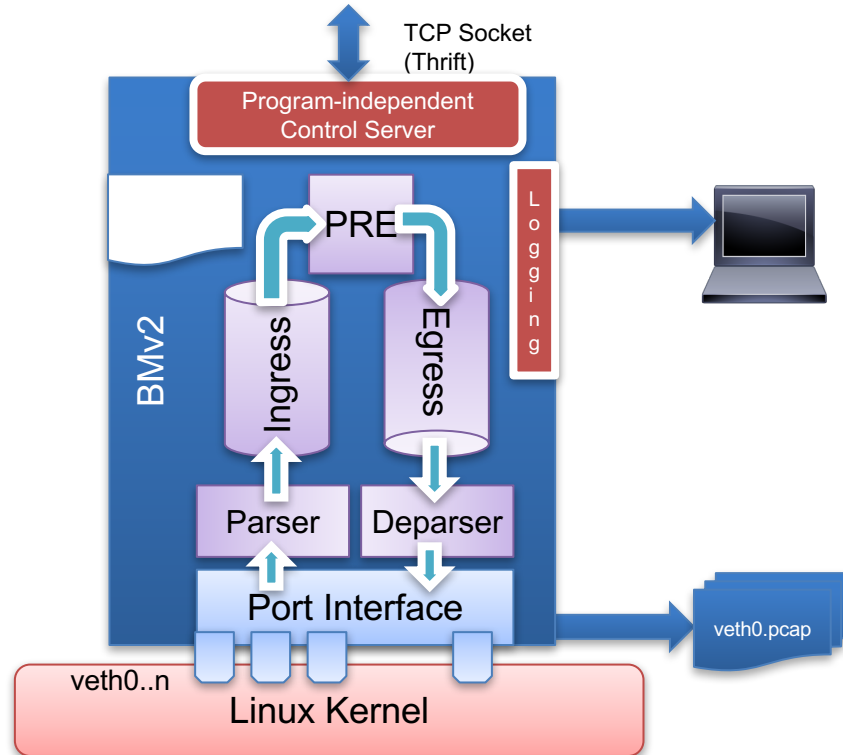 TCP Socket
(Thrift)
Program-independent
Control Server
PRE
Logging
BMv2
Ingress
Egress
Parser
Deparser
Port Interface
veth0.pcap
veth0..n
Linux Kernel